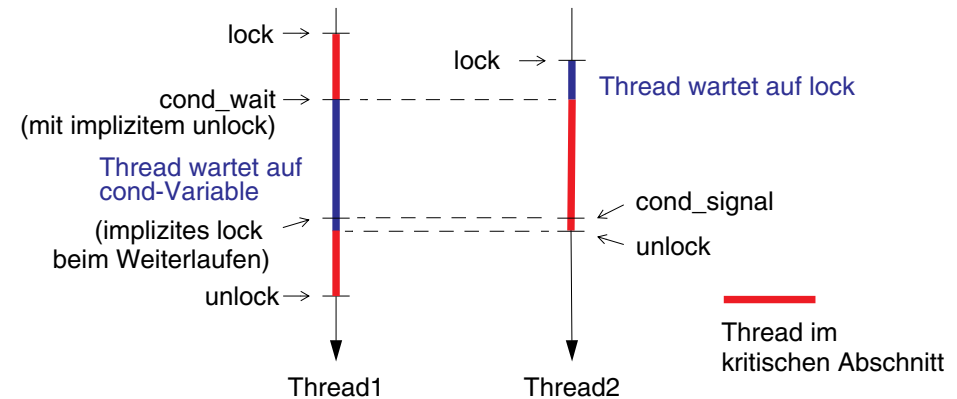 lock
cond_wait
(mit implizitem unlock)
Thread wartet auf
cond-Variable
(implizites lock
beim Weiterlaufen)
unlock
Thread1
lock
Thread wartet auf lock
cond_signal
unlock
Thread2
Thread im
kritischen Abschnitt